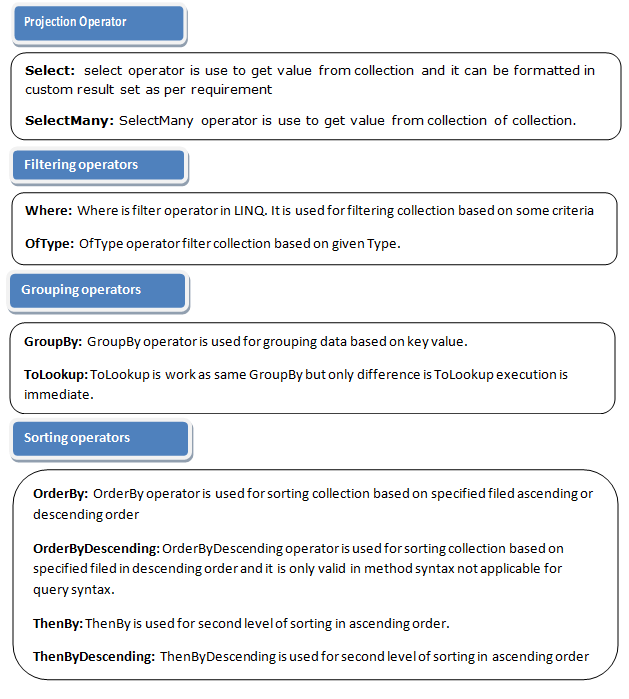 Projection Operator
Select: select operator is use to get value from collection and it can be formatted in
custom result set as per requirement
SelectMany: SelectMany operator is use to get value from collection of collection.
Filtering operators
Where: Where is filter operator in LINQ. It is used for filtering collection based on some criteria
OfType: OfType operator filter collection based on given Type.
Grouping operators
GroupBy: GroupBy operator is used for grouping data based on key value.
ToLookup: ToLookup is work as same GroupBy but only difference is ToLookup execution is
immediate.
Sorting operators
OrderBy: OrderBy operator is used for sorting collection based on specified filed ascending or
descending order
OrderByDescending: OrderByDescending operator is used for sorting collection based on
specified filed in descending order and it is only valid in method syntax not applicable for
query syntax.
ThenBy: ThenBy is used for second level of sorting in ascending order.
ThenByDescending: ThenByDescending is used for second level of sorting in ascending order